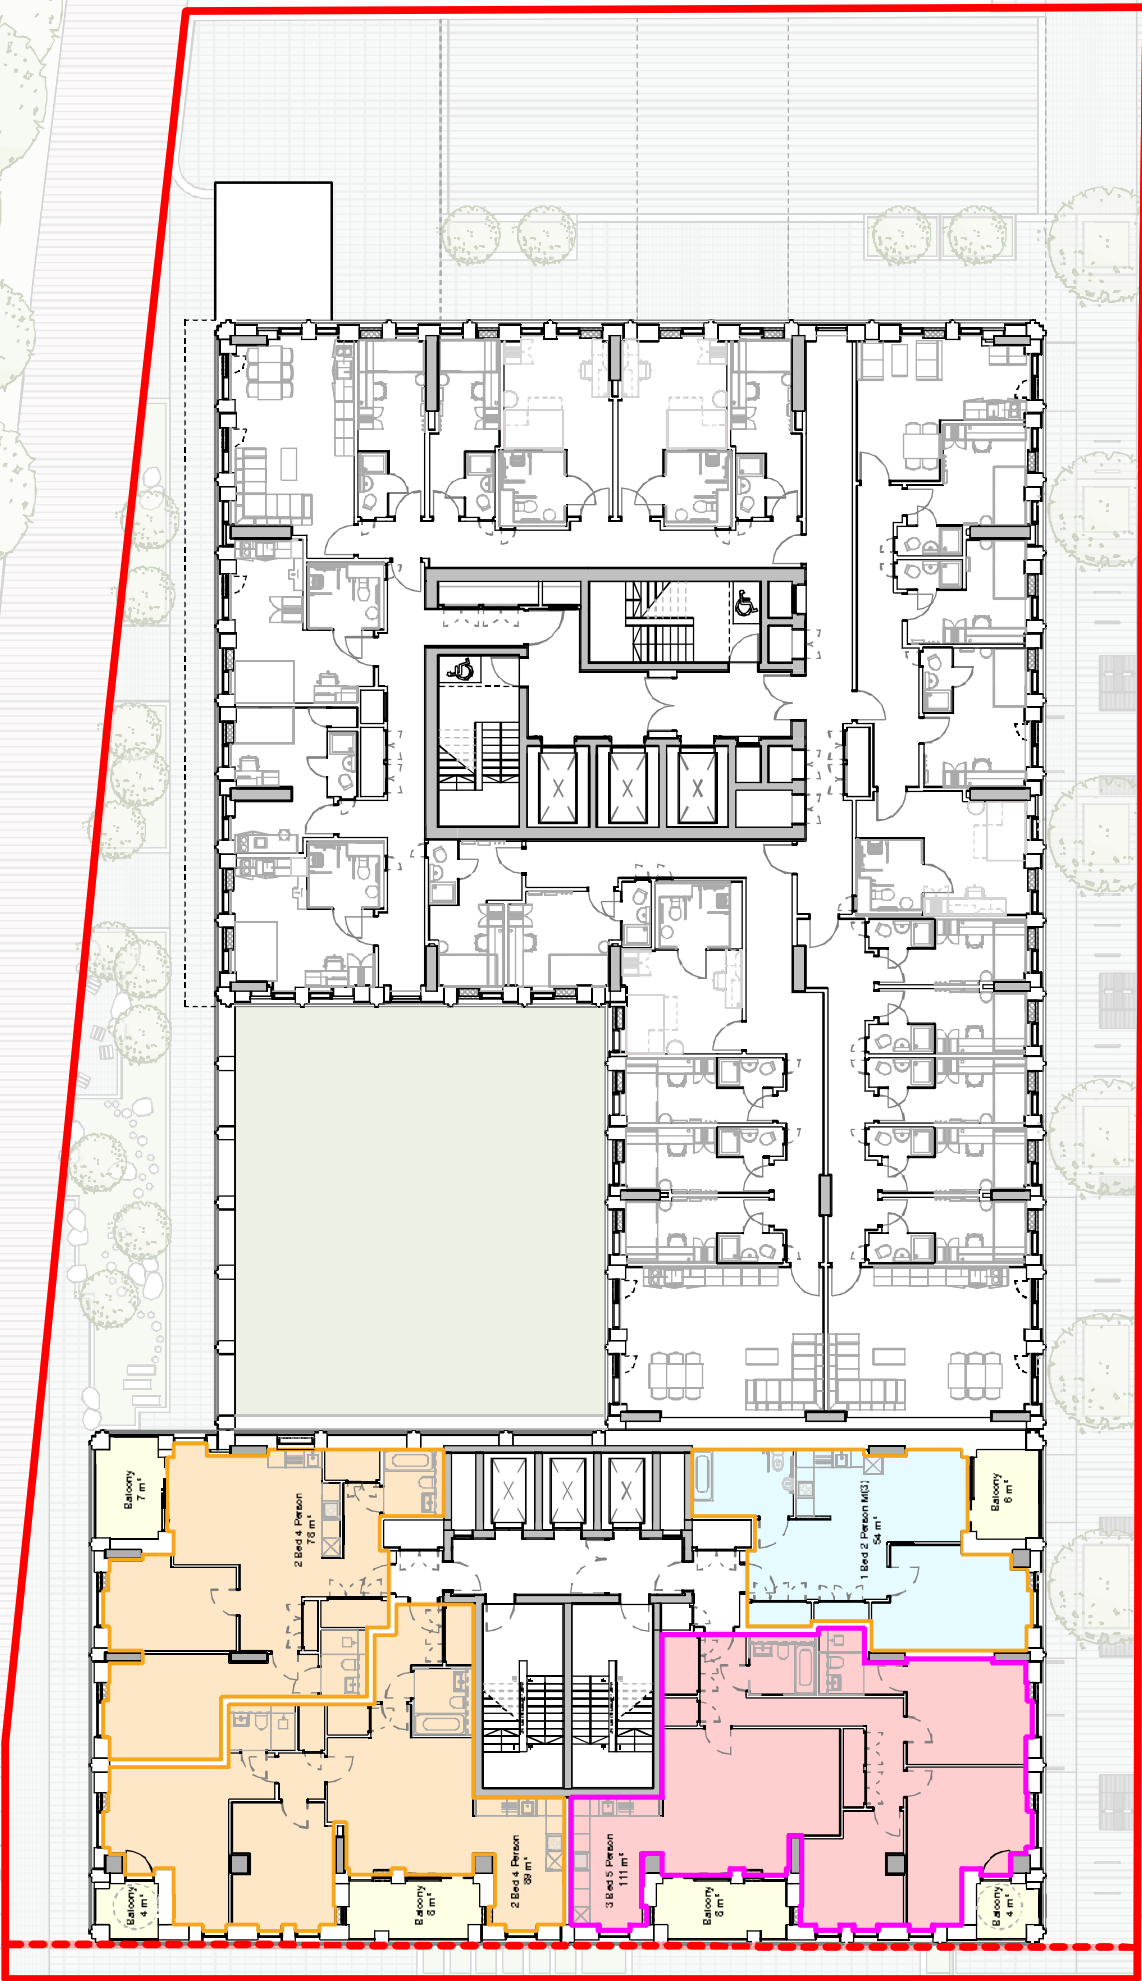 Balcony
7 m²
2 Bed 4 Person
78 m²
1 Bed 2 Person M(3)
54 m²
Balcony
6 m²
Balcony
4 m²
Balcony
8 m²
2 Bed 4 Person
89 m²
3 Bed 5 Person
111 m²
Balcony
8 m²
Balcony
4 m²